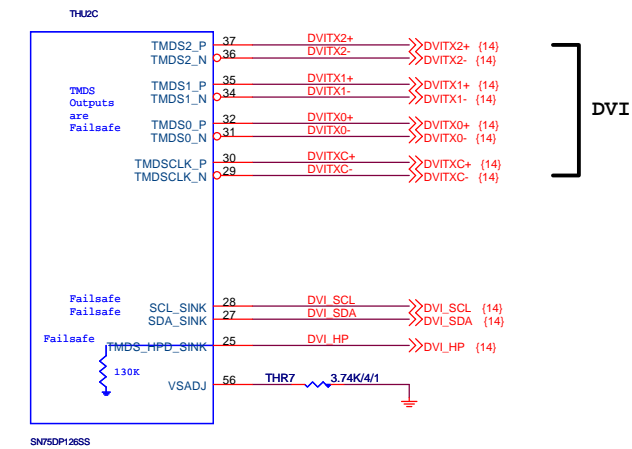 THU2C
TMDS2_P 37 DVITX2+ DVITX2+ {14}
TMDS2_N 36 DVITX2- DVITX2- {14}
TMDS1_P 35 DVITX1+ DVITX1+ {14}
TMDS1_N 34 DVITX1- DVITX1- {14}
TMDS
Outputs
are
Failsafe
DVI
TMDS0_P 32 DVITX0+ DVITX0+ {14}
TMDS0_N 31 DVITX0- DVITX0- {14}
TMDSCLK_P 30 DVITXC+ DVITXC+ {14}
TMDSCLK_N 29 DVITXC- DVITXC- {14}
Failsafe
Failsafe
SCL_SINK 28 DVI_SCL DVI_SCL {14}
SDA_SINK 27 DVI_SDA DVI_SDA {14}
Failsafe
TMDS_HPD_SINK 25 DVI_HP DVI_HP {14}
130K
VSADJ 56 THR7 3.74K/4/1
SN75DP126SS